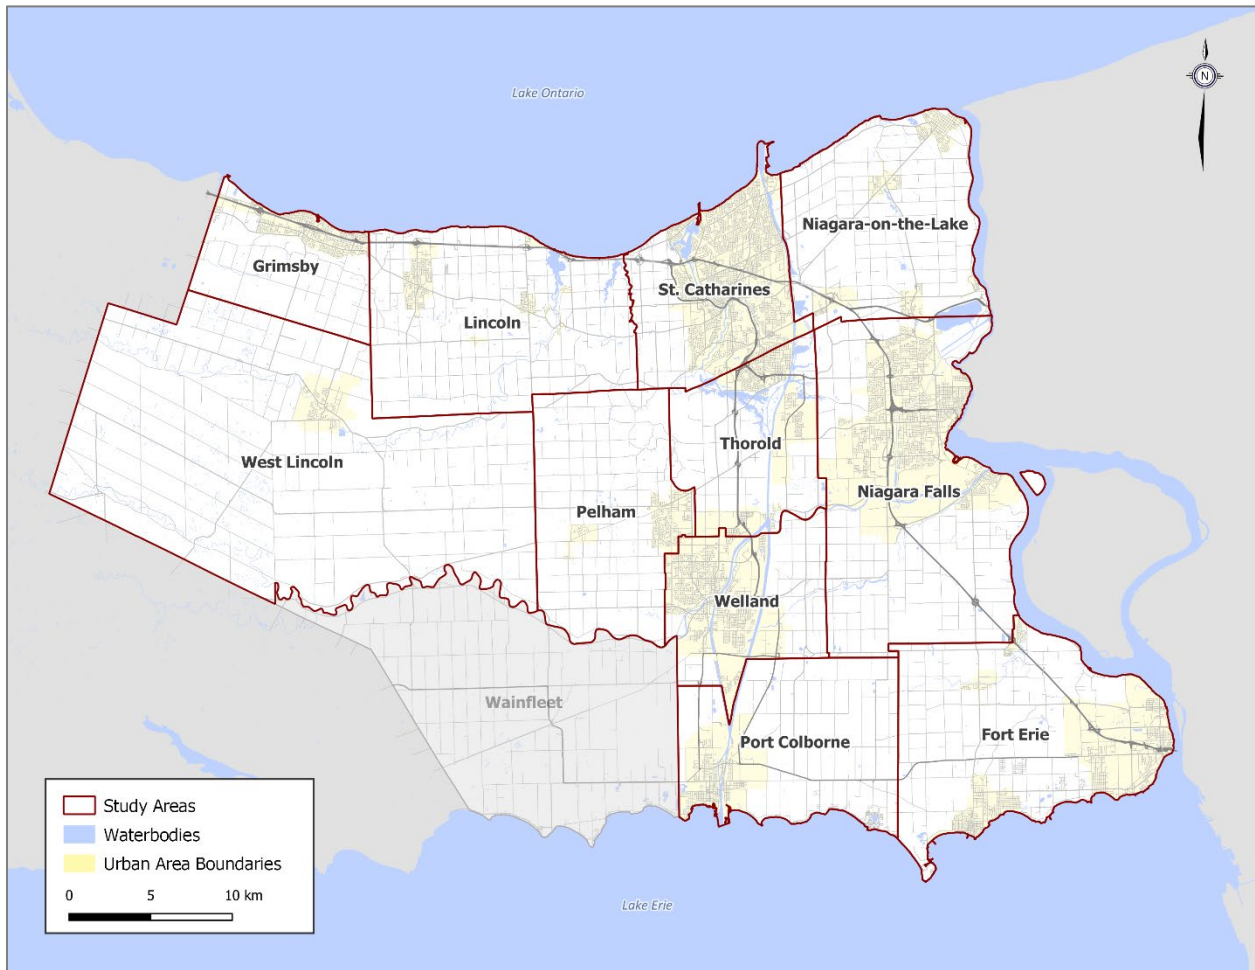 Lake Ontario
N
Niagara-on-the-Lake
Grimsby
St. Catharines
Lincoln
Thorold
West Lincoln
Niagara Falls
Pelham
Welland
Wainfleet
Fort Erie
Port Colborne
Study Areas
Waterbodies
Urban Area Boundaries
0 5 10 km
Lake Erie